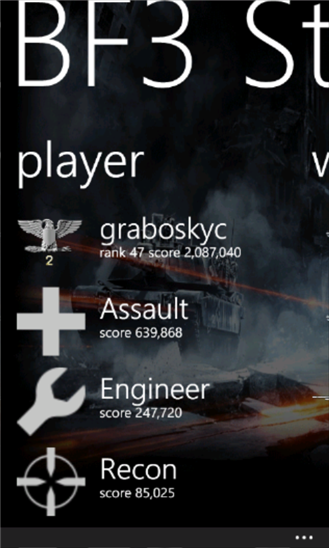 BF3 St
player
graboskyc
rank 47 score 2,087,040
2
Assault
score 639,868
Engineer
score 247,720
Recon
score 85,025